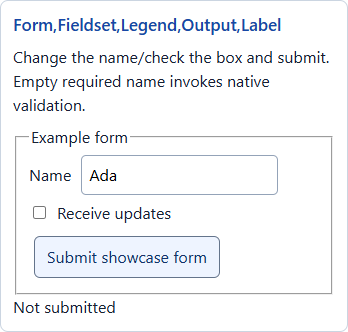 Form,Fieldset,Legend,Output,Label
Change the name/check the box and submit.
Empty required name invokes native
validation.
Example form
Name Ada
Receive updates
Submit showcase form
Not submitted